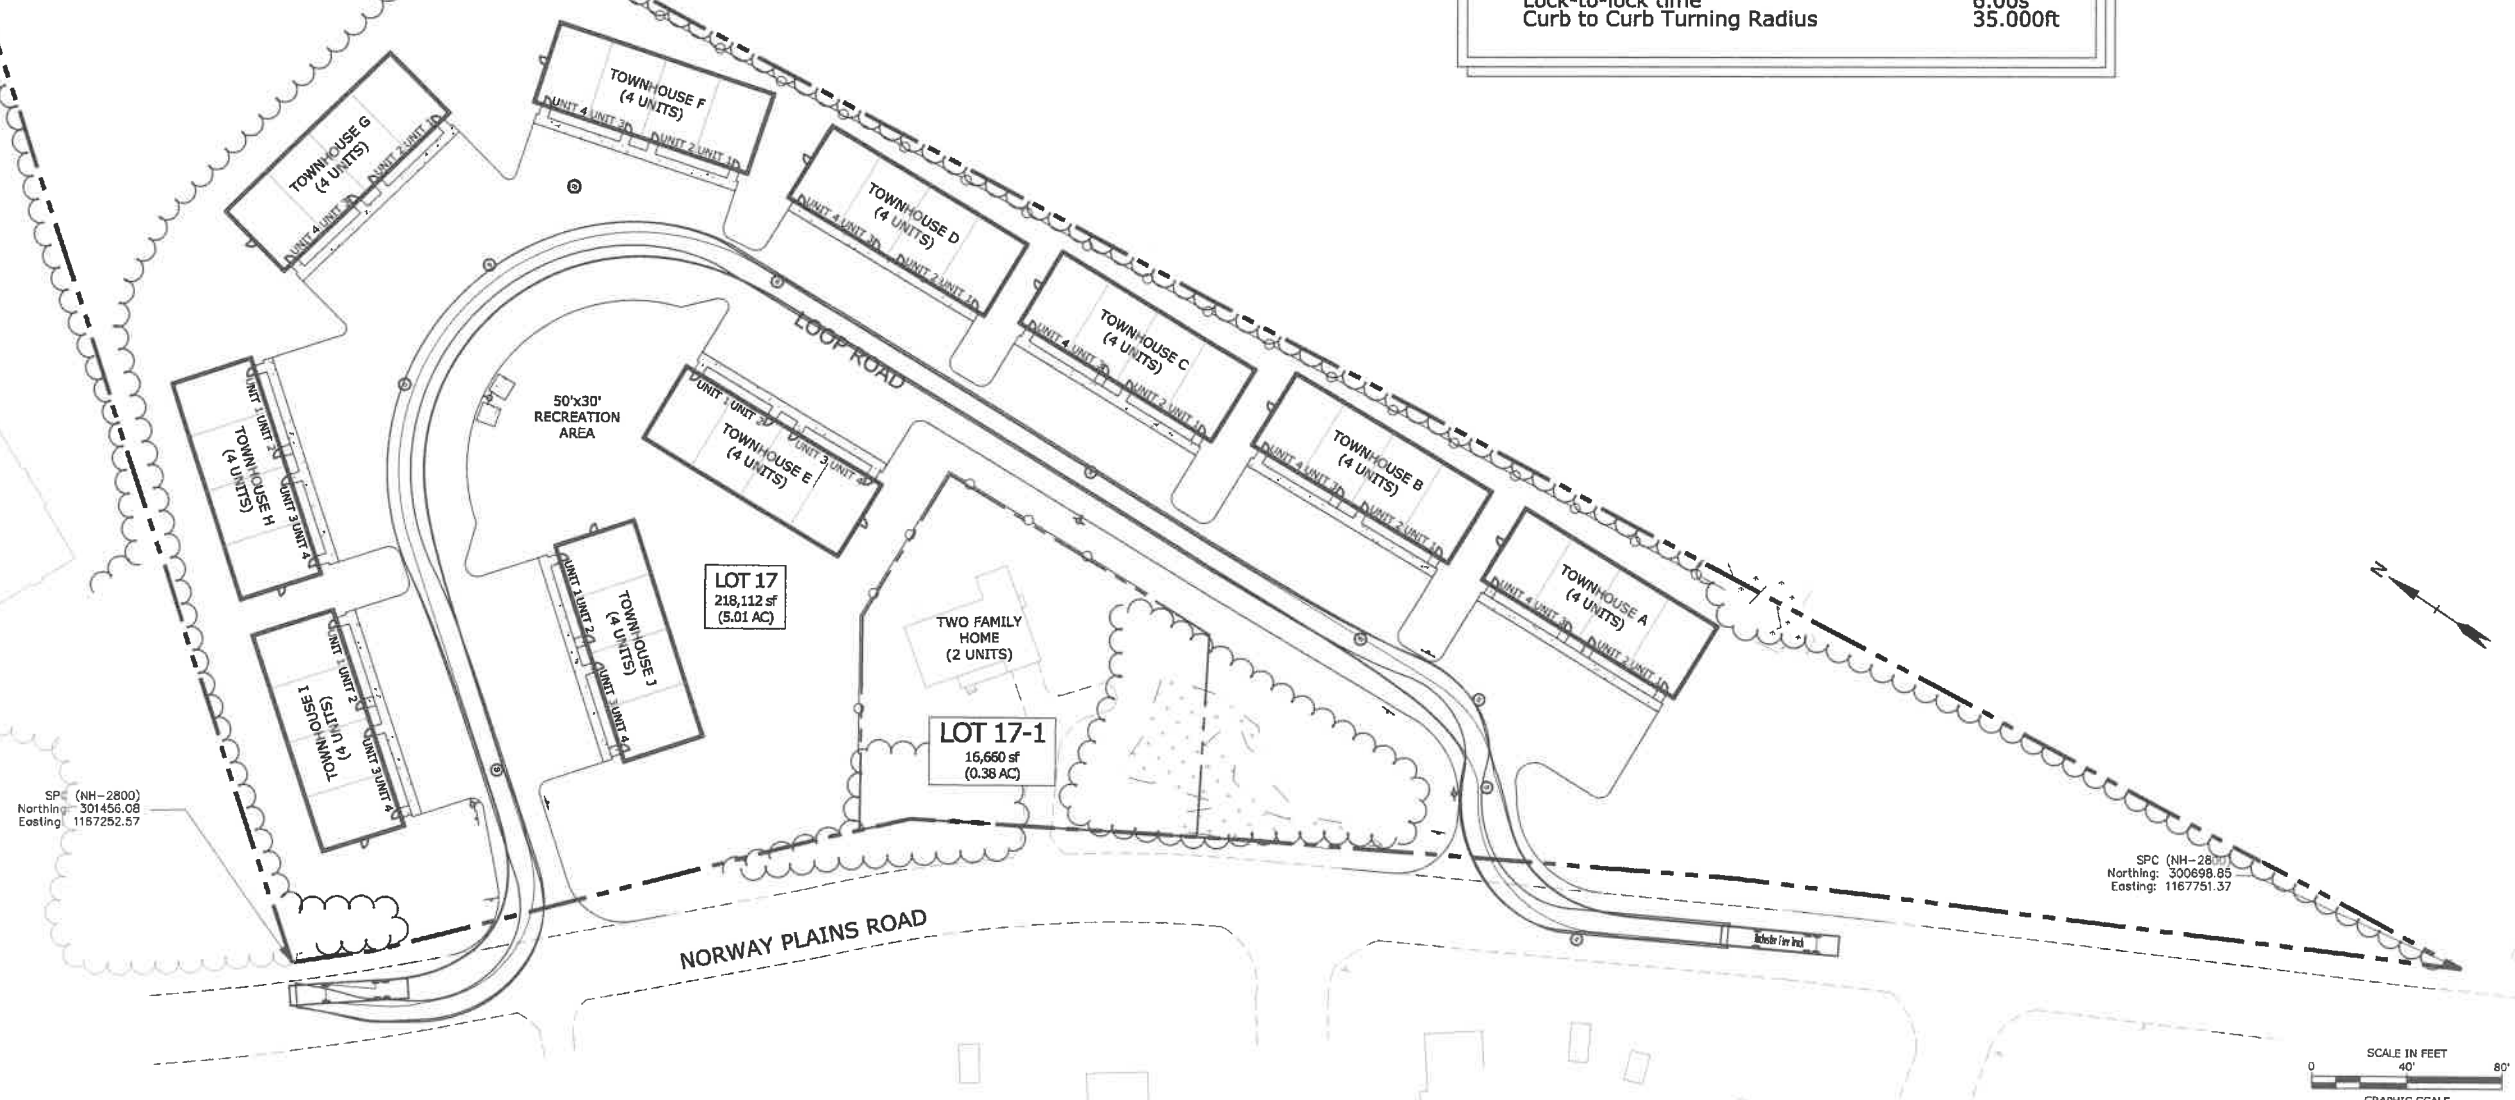 Lock-to-lock time 6.00s
Curb to Curb Turning Radius 35.000ft
TOWNHOUSE F
(4 UNITS)
UNIT 4 UNIT 3
UNIT 2 UNIT 1
TOWNHOUSE G
(4 UNITS)
UNIT 4 UNIT 3
UNIT 2 UNIT 1
TOWNHOUSE D
(4 UNITS)
UNIT 4 UNIT 3
UNIT 2 UNIT 1
TOWNHOUSE C
(4 UNITS)
UNIT 4 UNIT 3
UNIT 2 UNIT 1
LOOP ROAD
TOWNHOUSE B
(4 UNITS)
UNIT 4 UNIT 3
UNIT 2 UNIT 1
50'x30'
RECREATION
AREA
UNIT 1 UNIT 2
UNIT 3 UNIT 4
TOWNHOUSE E
(4 UNITS)
UNIT 1 UNIT 2
UNIT 3 UNIT 4
TOWNHOUSE H
(4 UNITS)
TOWNHOUSE A
(4 UNITS)
UNIT 4 UNIT 3
UNIT 2 UNIT 1
N
LOT 17
218,112 sf
(5.01 AC)
UNIT 1 UNIT 2
UNIT 3 UNIT 4
TOWNHOUSE J
(4 UNITS)
TWO FAMILY
HOME
(2 UNITS)
UNIT 1 UNIT 2
UNIT 3 UNIT 4
TOWNHOUSE I
(4 UNITS)
LOT 17-1
16,660 sf
(0.38 AC)
SPC (NH-2800)
Northing: 301456.08
Easting: 1167252.57
SPC (NH-2800)
Northing: 300698.85
Easting: 1167751.37
NORWAY PLAINS ROAD
SCALE IN FEET
0 40' 80'
GRAPHIC SCALE